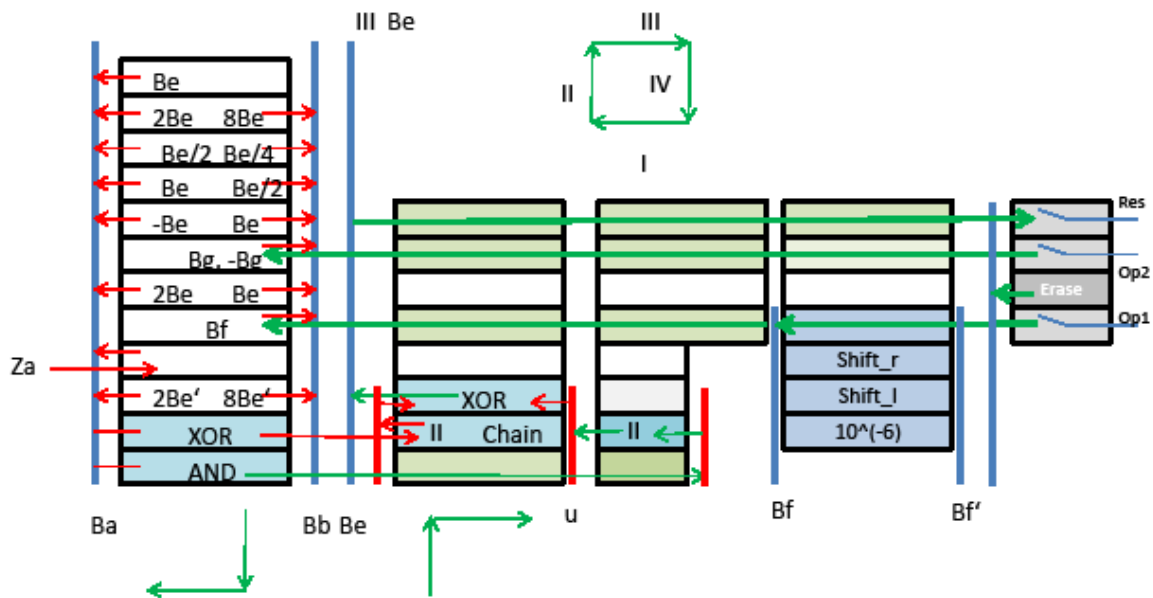 III Be
III
II
IV
I
Be
2Be 8Be
Be/2 Be/4
Be Be/2
-Be Be
Bg, -Bg
2Be Be
Bf
Za
2Be‘ 8Be‘
XOR
AND
XOR
II Chain
II
Shift_r
Shift_l
10^(-6)
Res
Op2
Erase
Op1
Ba
Bb Be
u
Bf
Bf‘